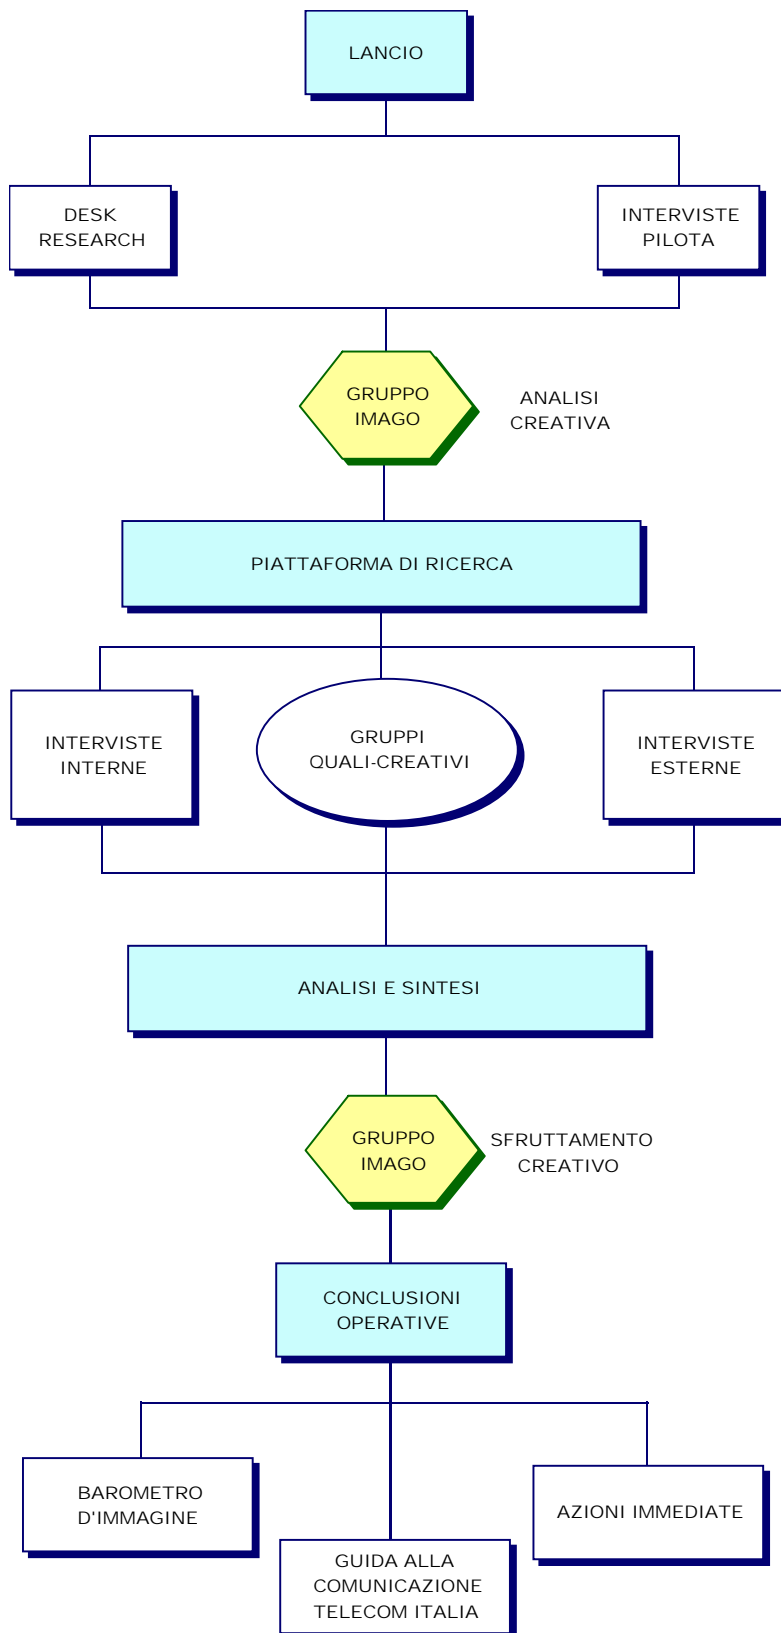 LANCIO
DESK
RESEARCH
INTERVISTE
PILOTA
GRUPPO
IMAGO
ANALISI
CREATIVA
PIATTAFORMA DI RICERCA
INTERVISTE
INTERNE
GRUPPI
QUALI-CREATIVI
INTERVISTE
ESTERNE
ANALISI E SINTESI
GRUPPO
IMAGO
SFRUTTAMENTO
CREATIVO
CONCLUSIONI
OPERATIVE
BAROMETRO
D'IMMAGINE
GUIDA ALLA
COMUNICAZIONE
TELECOM ITALIA
AZIONI IMMEDIATE